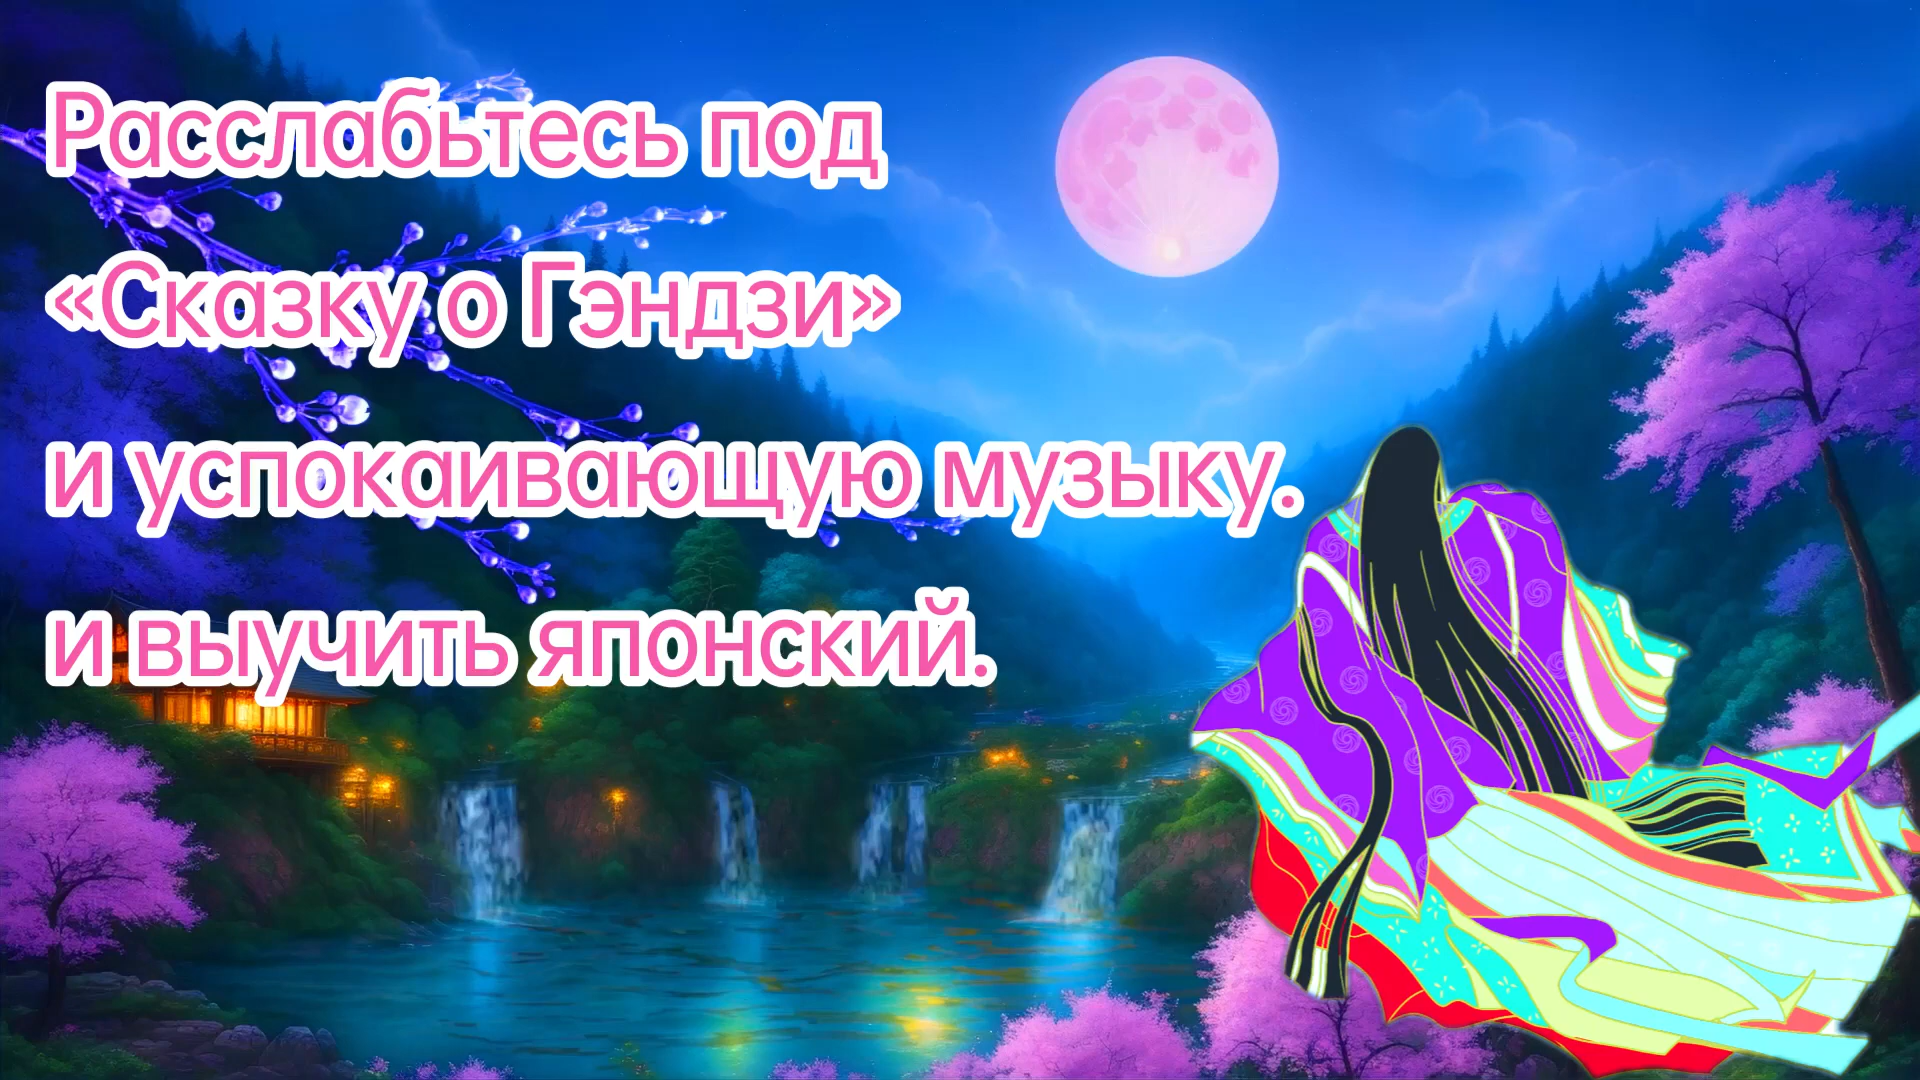 Расслабьтесь под
«Сказку о Гэндзи»
и успокаивающую музыку.
и выучить японский.